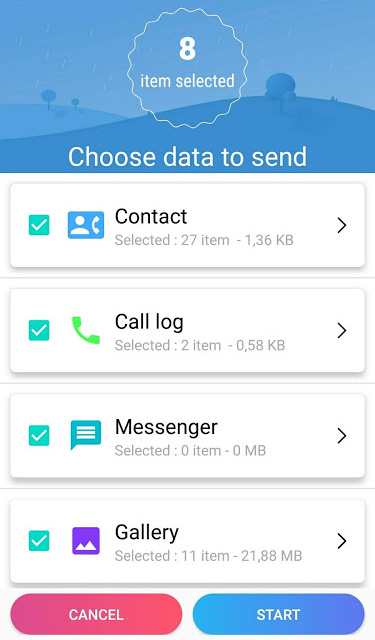 8
item selected
Choose data to send
Contact
Selected : 27 item - 1,36 KB
Call log
Selected : 2 item - 0,58 KB
Messenger
Selected : 0 item - 0 MB
Gallery
Selected : 11 item - 21,88 MB
CANCEL START